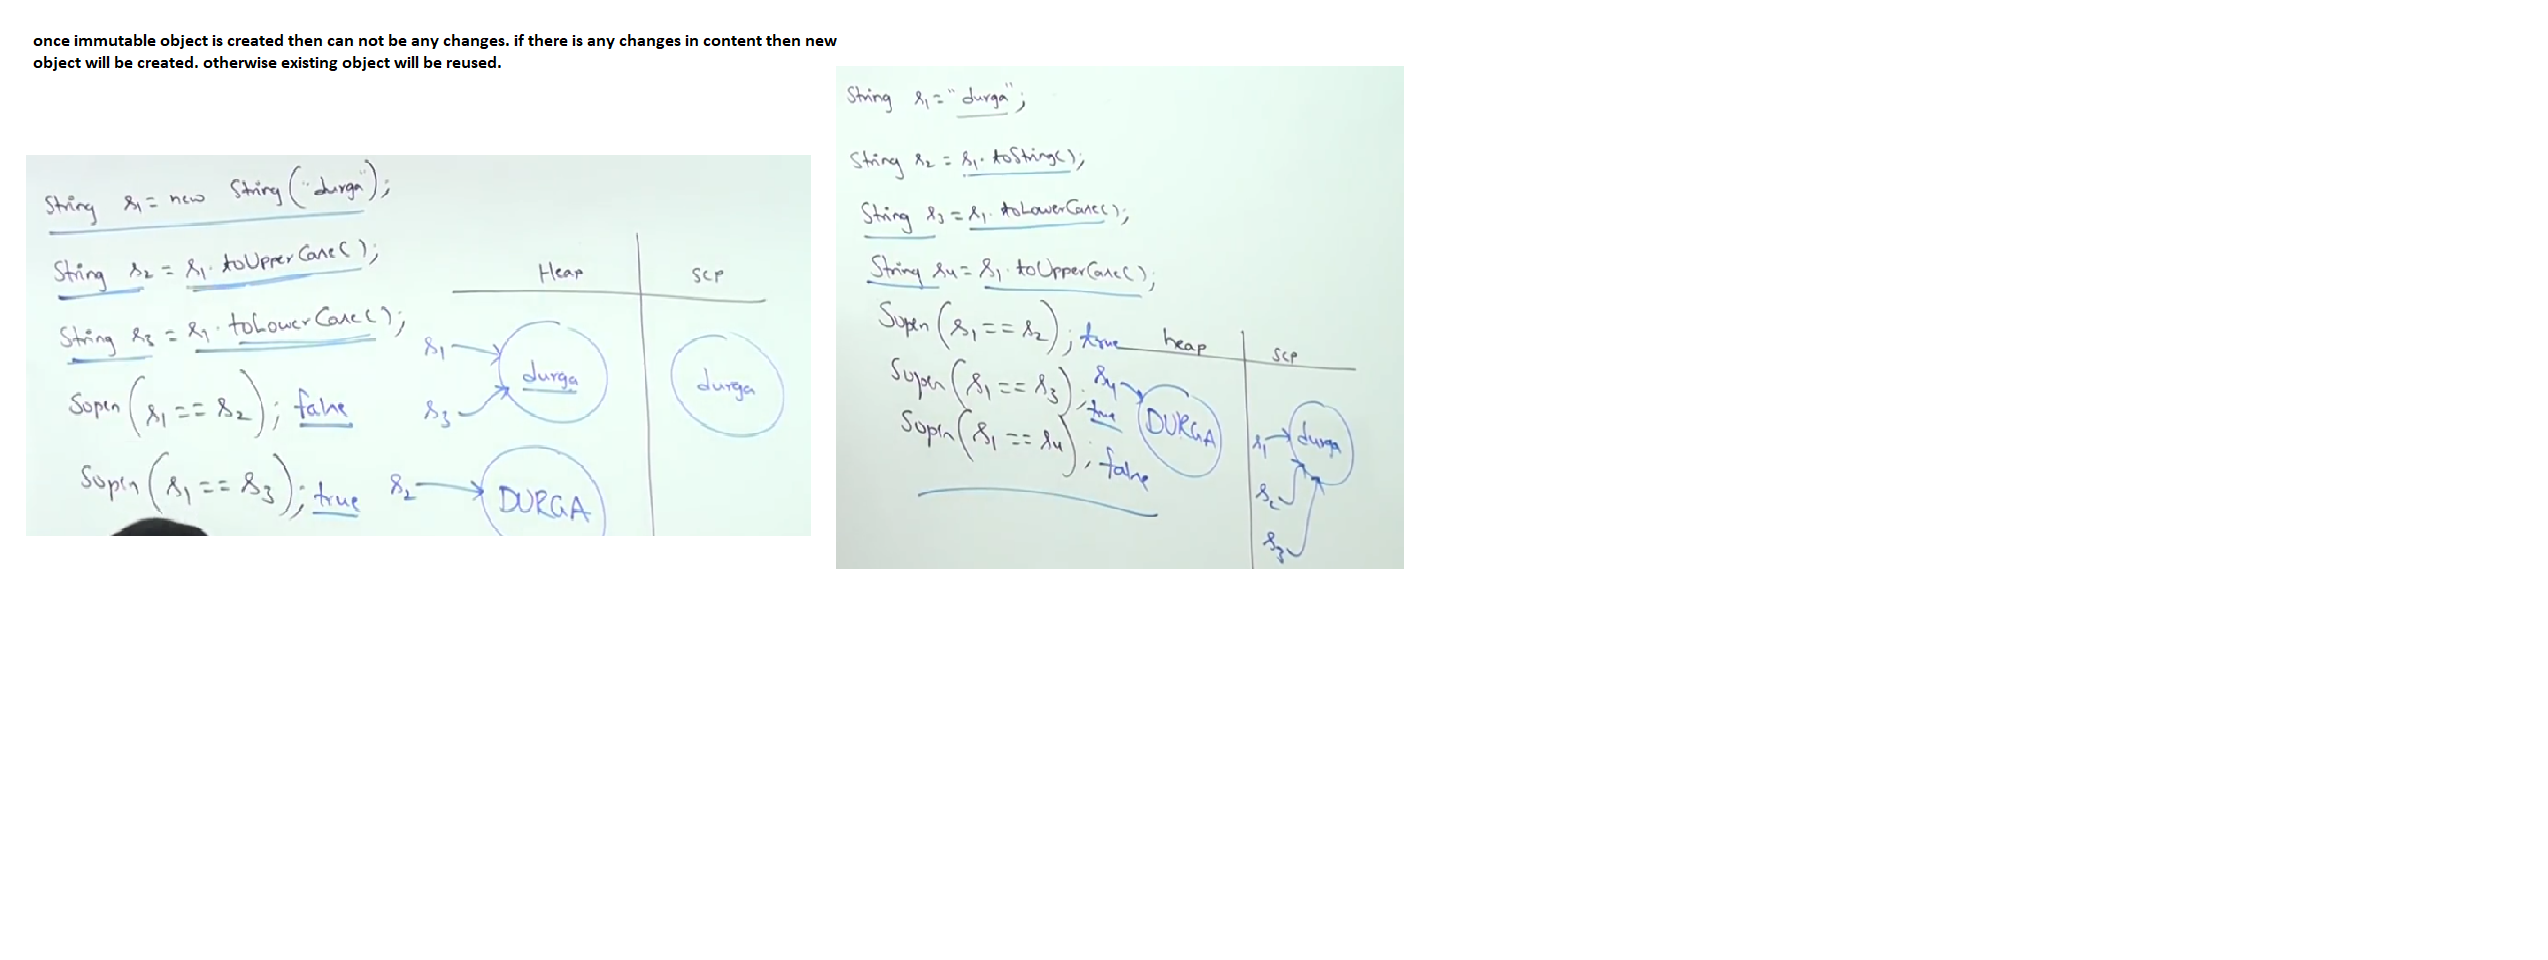 once immutable object is created then can not be any changes. if there is any changes in content then new
object will be created. otherwise existing object will be reused.
String s1 = new String("durga");
String s2 = s1.toUpperCase();
String s3 = s1.toLowerCase();
Sopln(s1 == s2); false
Sopln(s1 == s3); true
Heap
SCP
s1
durga
s3
durga
s2
DURGA
String s1 = "durga";
String s2 = s1.toString();
String s3 = s1.toLowerCase();
String s4 = s1.toUpperCase();
Sopln(s1 == s2); true
Sopln(s1 == s3); true
Sopln(s1 == s4); false
heap
SCP
s4
DURGA
s1
durga
s2
s3